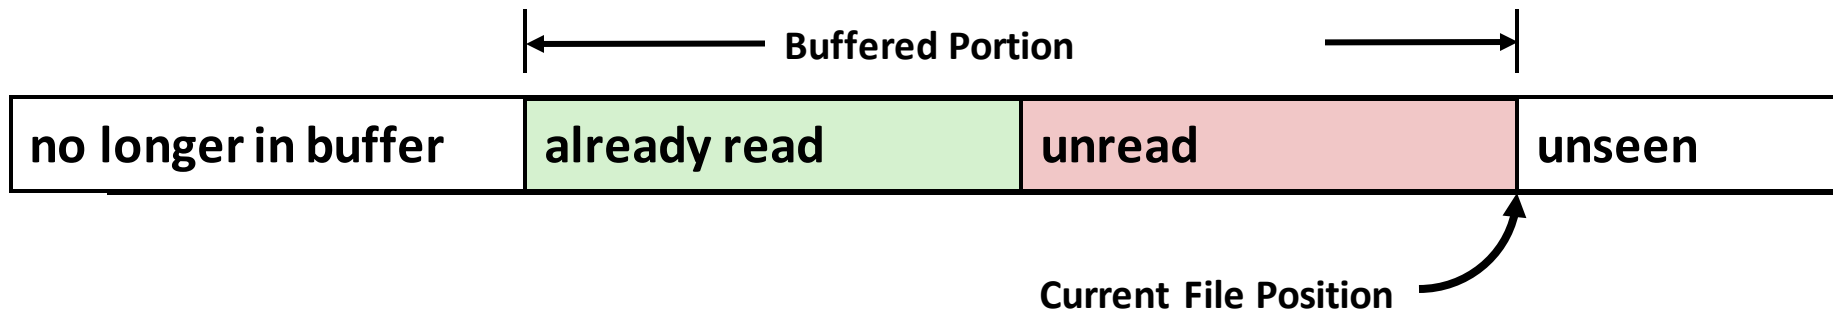 Buffered Portion
no longer in buffer
already read
unread
unseen
Current File Position